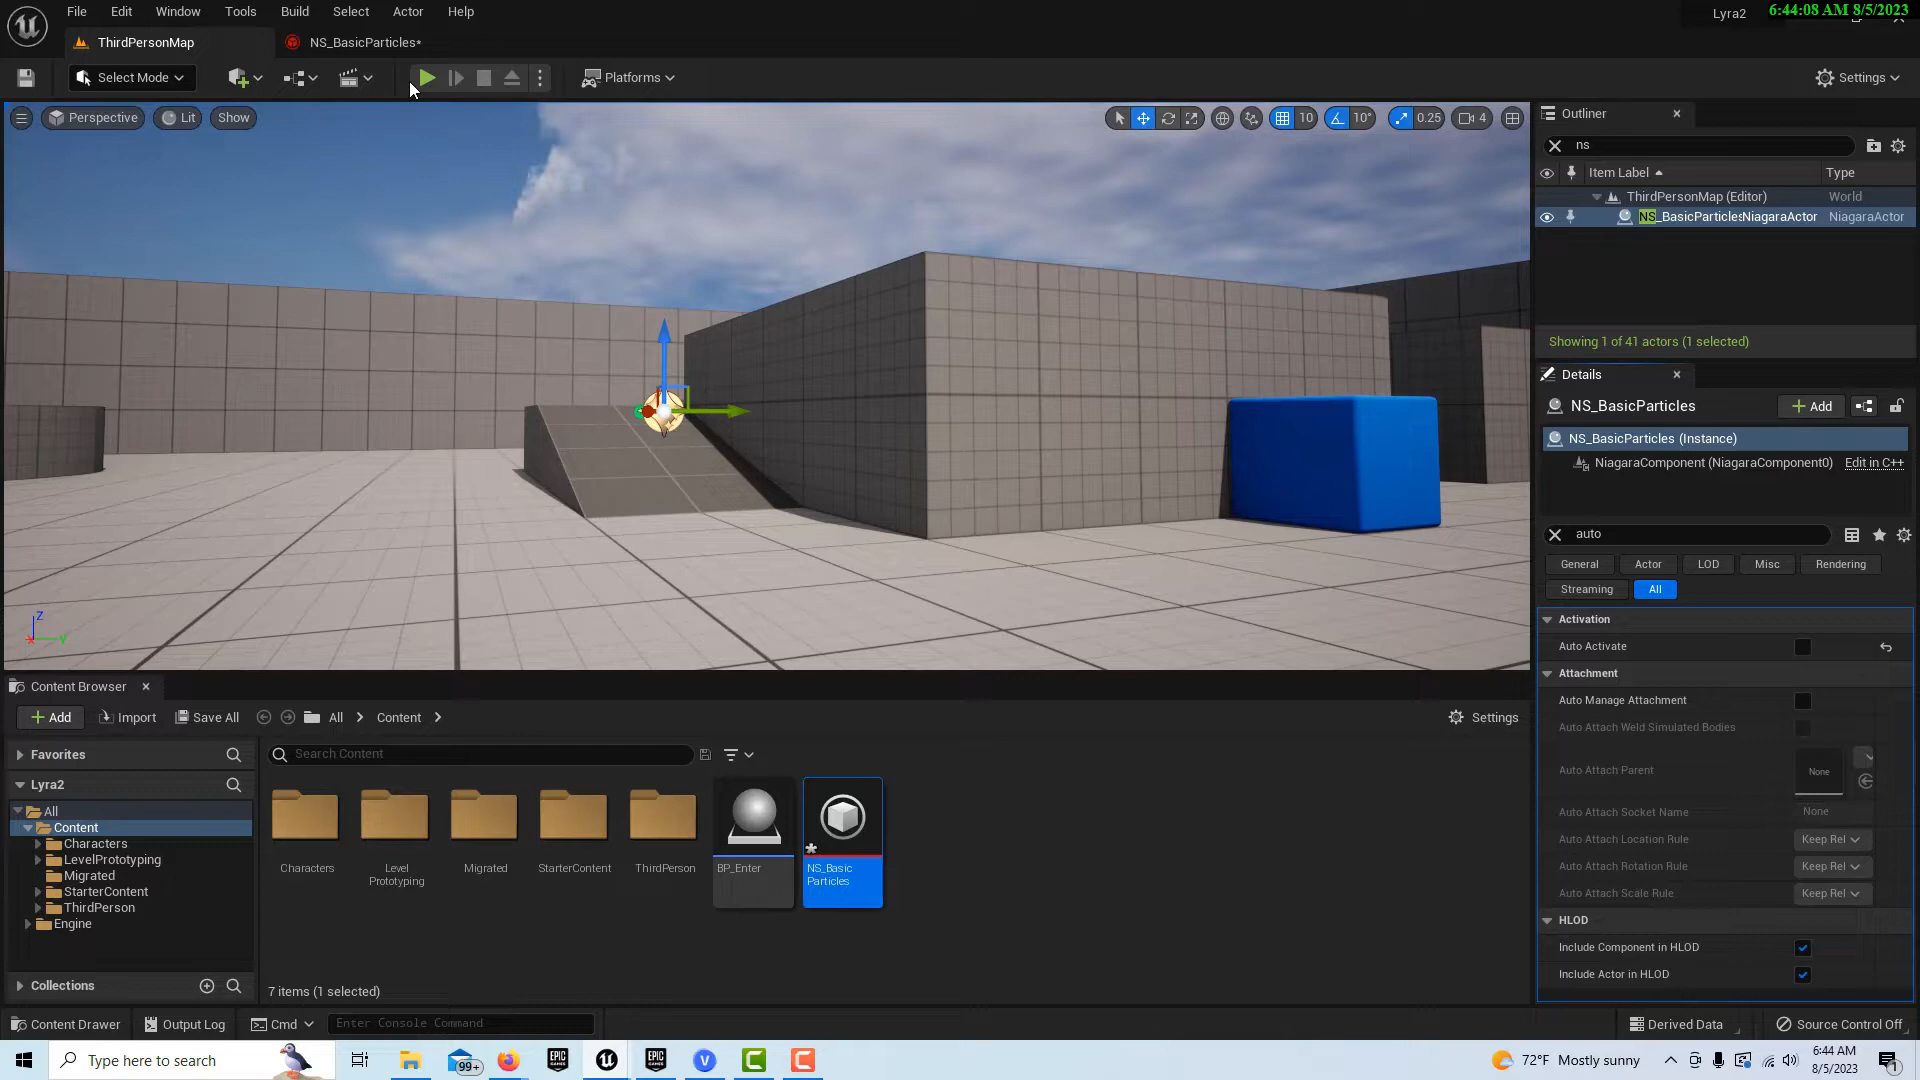 File Edit Window Tools Build Select Actor Help
Lyra2
6:44:08 AM 8/5/2023
ThirdPersonMap
NS_BasicParticles*
Select Mode
Platforms
Settings
Perspective Lit Show
10 10° 0.25 4
Outliner
ns
Item Label Type
ThirdPersonMap (Editor) World
NS_BasicParticlesNiagaraActor NiagaraActor
Showing 1 of 41 actors (1 selected)
Details
NS_BasicParticles
Add
NS_BasicParticles (Instance)
NiagaraComponent (NiagaraComponent0) Edit in C++
auto
General Actor LOD Misc Rendering
Streaming All
Activation
Auto Activate
Attachment
Auto Manage Attachment
Auto Attach Weld Simulated Bodies
Auto Attach Parent
None
Auto Attach Socket Name None
Auto Attach Location Rule Keep Rel
Auto Attach Rotation Rule Keep Rel
Auto Attach Scale Rule Keep Rel
HLOD
Include Component in HLOD
Include Actor in HLOD
Z
X
Y
Content Browser
Add Import Save All All Content Settings
Favorites
Search Content
Lyra2
All
Content
Characters
LevelPrototyping
Migrated
StarterContent
ThirdPerson
Engine
Collections
Characters
Level
Prototyping
Migrated
StarterContent
ThirdPerson
BP_Enter
NS_Basic
Particles
7 items (1 selected)
Content Drawer Output Log Cmd Enter Console Command
Derived Data Source Control Off
Type here to search
99+
EPIC
GAMES
EPIC
GAMES
V
C
C
72°F Mostly sunny
6:44 AM
8/5/2023
1